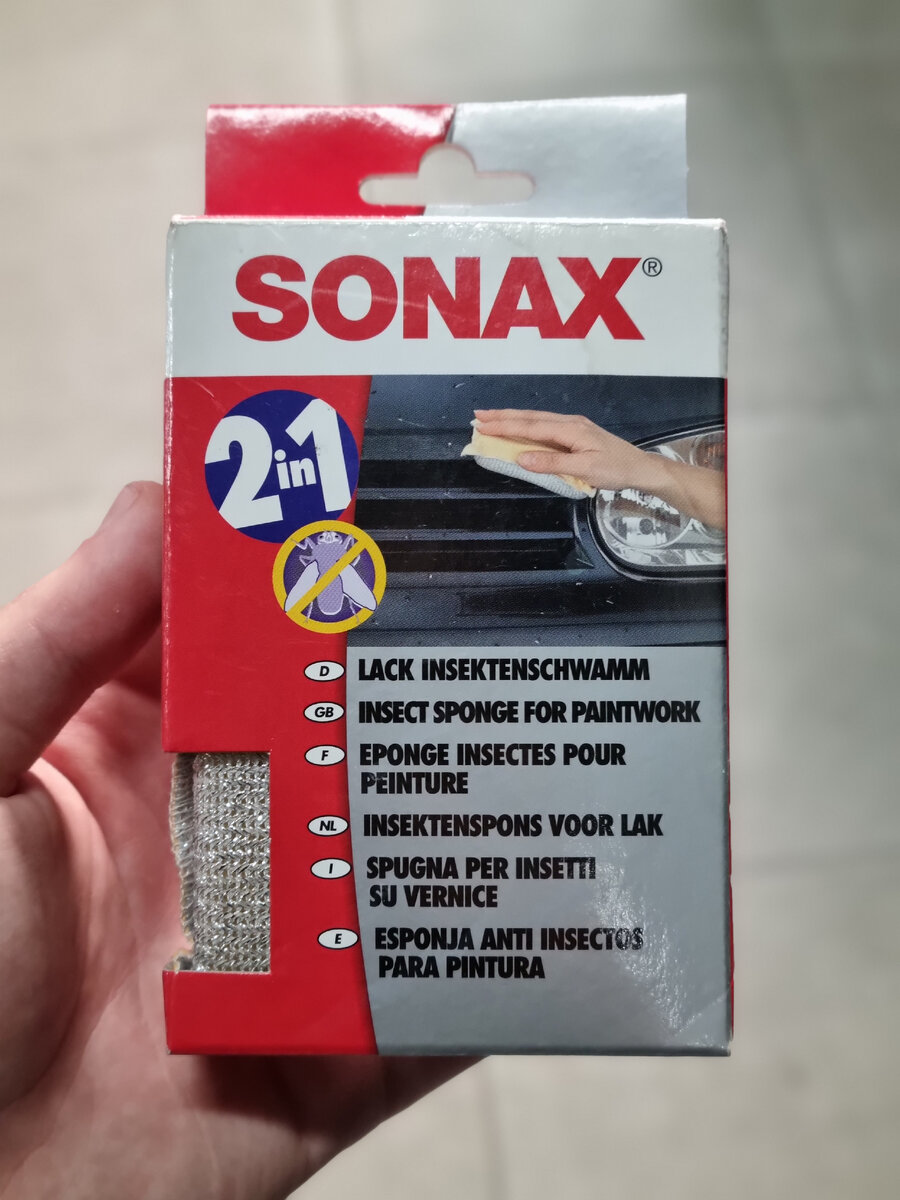 SONAX®
2in1
D LACK INSEKTENSCHWAMM
GB INSECT SPONGE FOR PAINTWORK
F EPONGE INSECTES POUR
PEINTURE
NL INSEKTENSPONS VOOR LAK
I SPUGNA PER INSETTI
SU VERNICE
E ESPONJA ANTI INSECTOS
PARA PINTURA